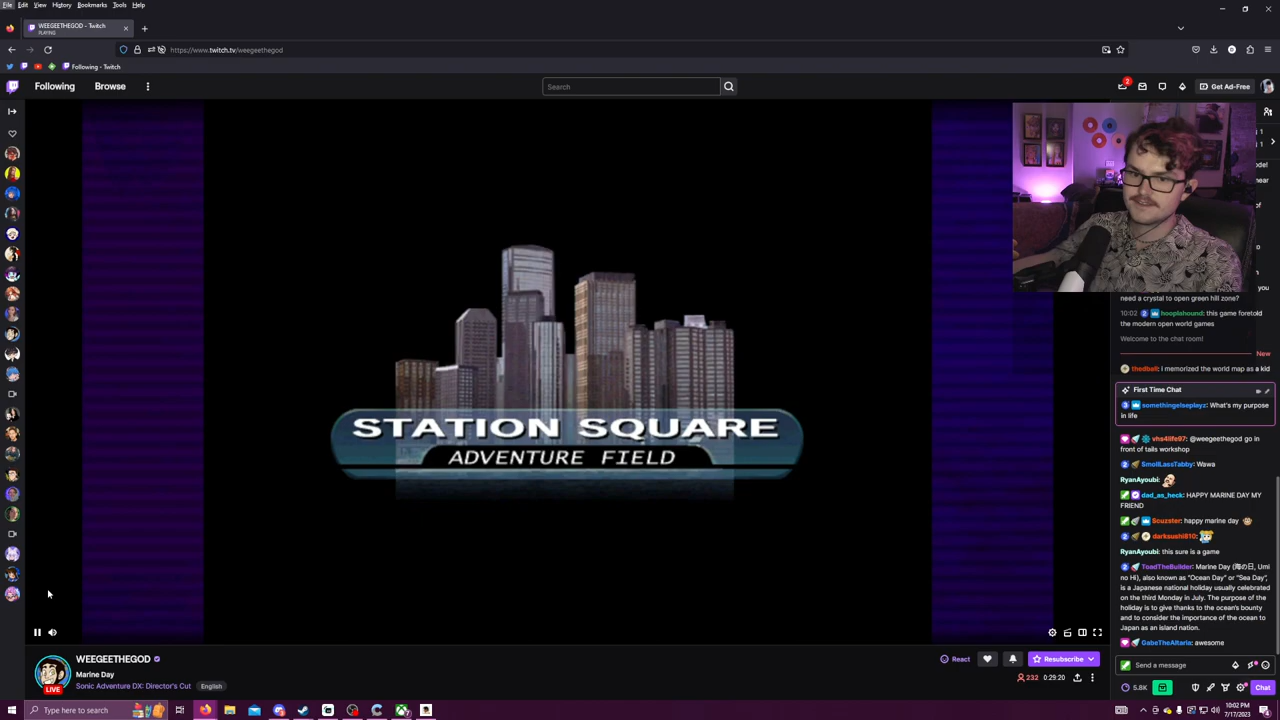 File Edit View History Bookmarks Tools Help
WEEGEETHEGOD - Twitch
PLAYING
https://www.twitch.tv/weegeethegod
Following - Twitch
Following Browse
Search
2
Get Ad-Free
STATION SQUARE
ADVENTURE FIELD
need a crystal to open green hill zone?
10:02 hooplahound: this game foretold
the modern open world games
Welcome to the chat room!
New
thedball: I memorized the world map as a kid
First Time Chat
somethingelseplayz: What's my purpose
in life
vhs4life97: @weegeethegod go in
front of tails workshop
SmollLassTabby: Wawa
RyanAyoubi:
dad_as_heck: HAPPY MARINE DAY MY
FRIEND
Scuzster: happy marine day
darksushi810:
RyanAyoubi: this sure is a game
ToadTheBuilder: Marine Day (海の日, Umi
no Hi), also known as "Ocean Day" or "Sea Day",
is a Japanese national holiday usually celebrated
on the third Monday in July. The purpose of the
holiday is to give thanks to the ocean's bounty
and to consider the importance of the ocean to
Japan as an island nation.
GabeTheAltaria: awesome
Send a message
5.8K
Chat
WEEGEETHEGOD
Marine Day
Sonic Adventure DX: Director's Cut English
LIVE
React
Resubscribe
232 0:29:20
Type here to search
10:02 PM
7/17/2023